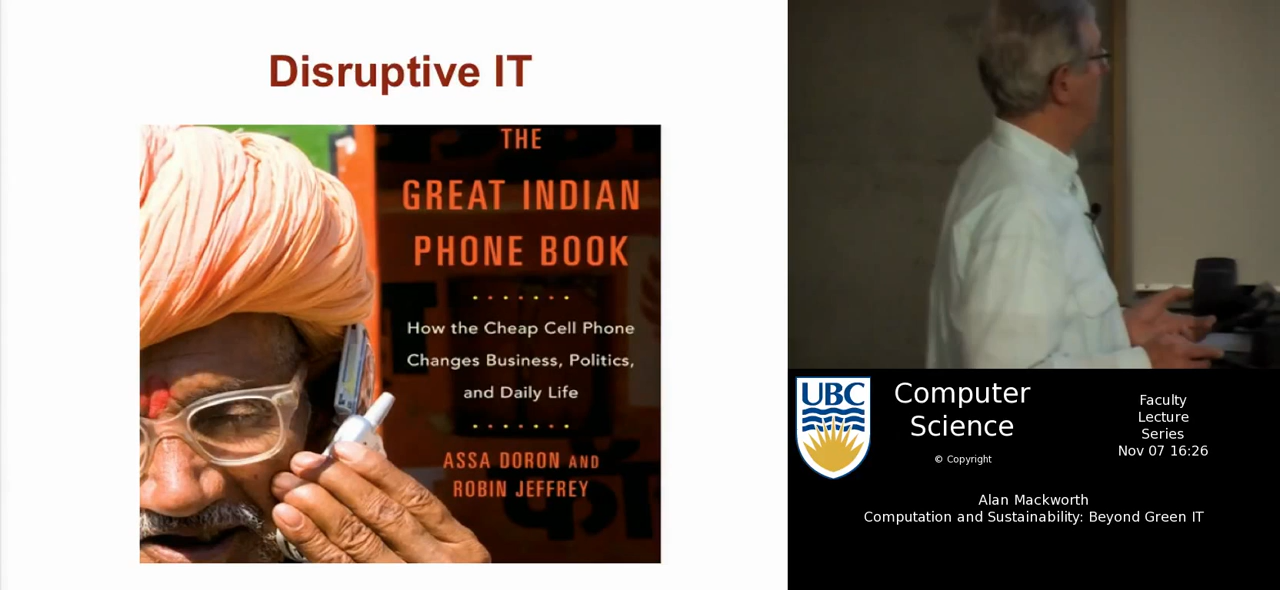 Disruptive IT
THE
GREAT INDIAN
PHONE BOOK
How the Cheap Cell Phone
Changes Business, Politics,
and Daily Life
ASSA DORON AND
ROBIN JEFFREY
UBC
Computer
Science
© Copyright
Faculty
Lecture
Series
Nov 07 16:26
Alan Mackworth
Computation and Sustainability: Beyond Green IT